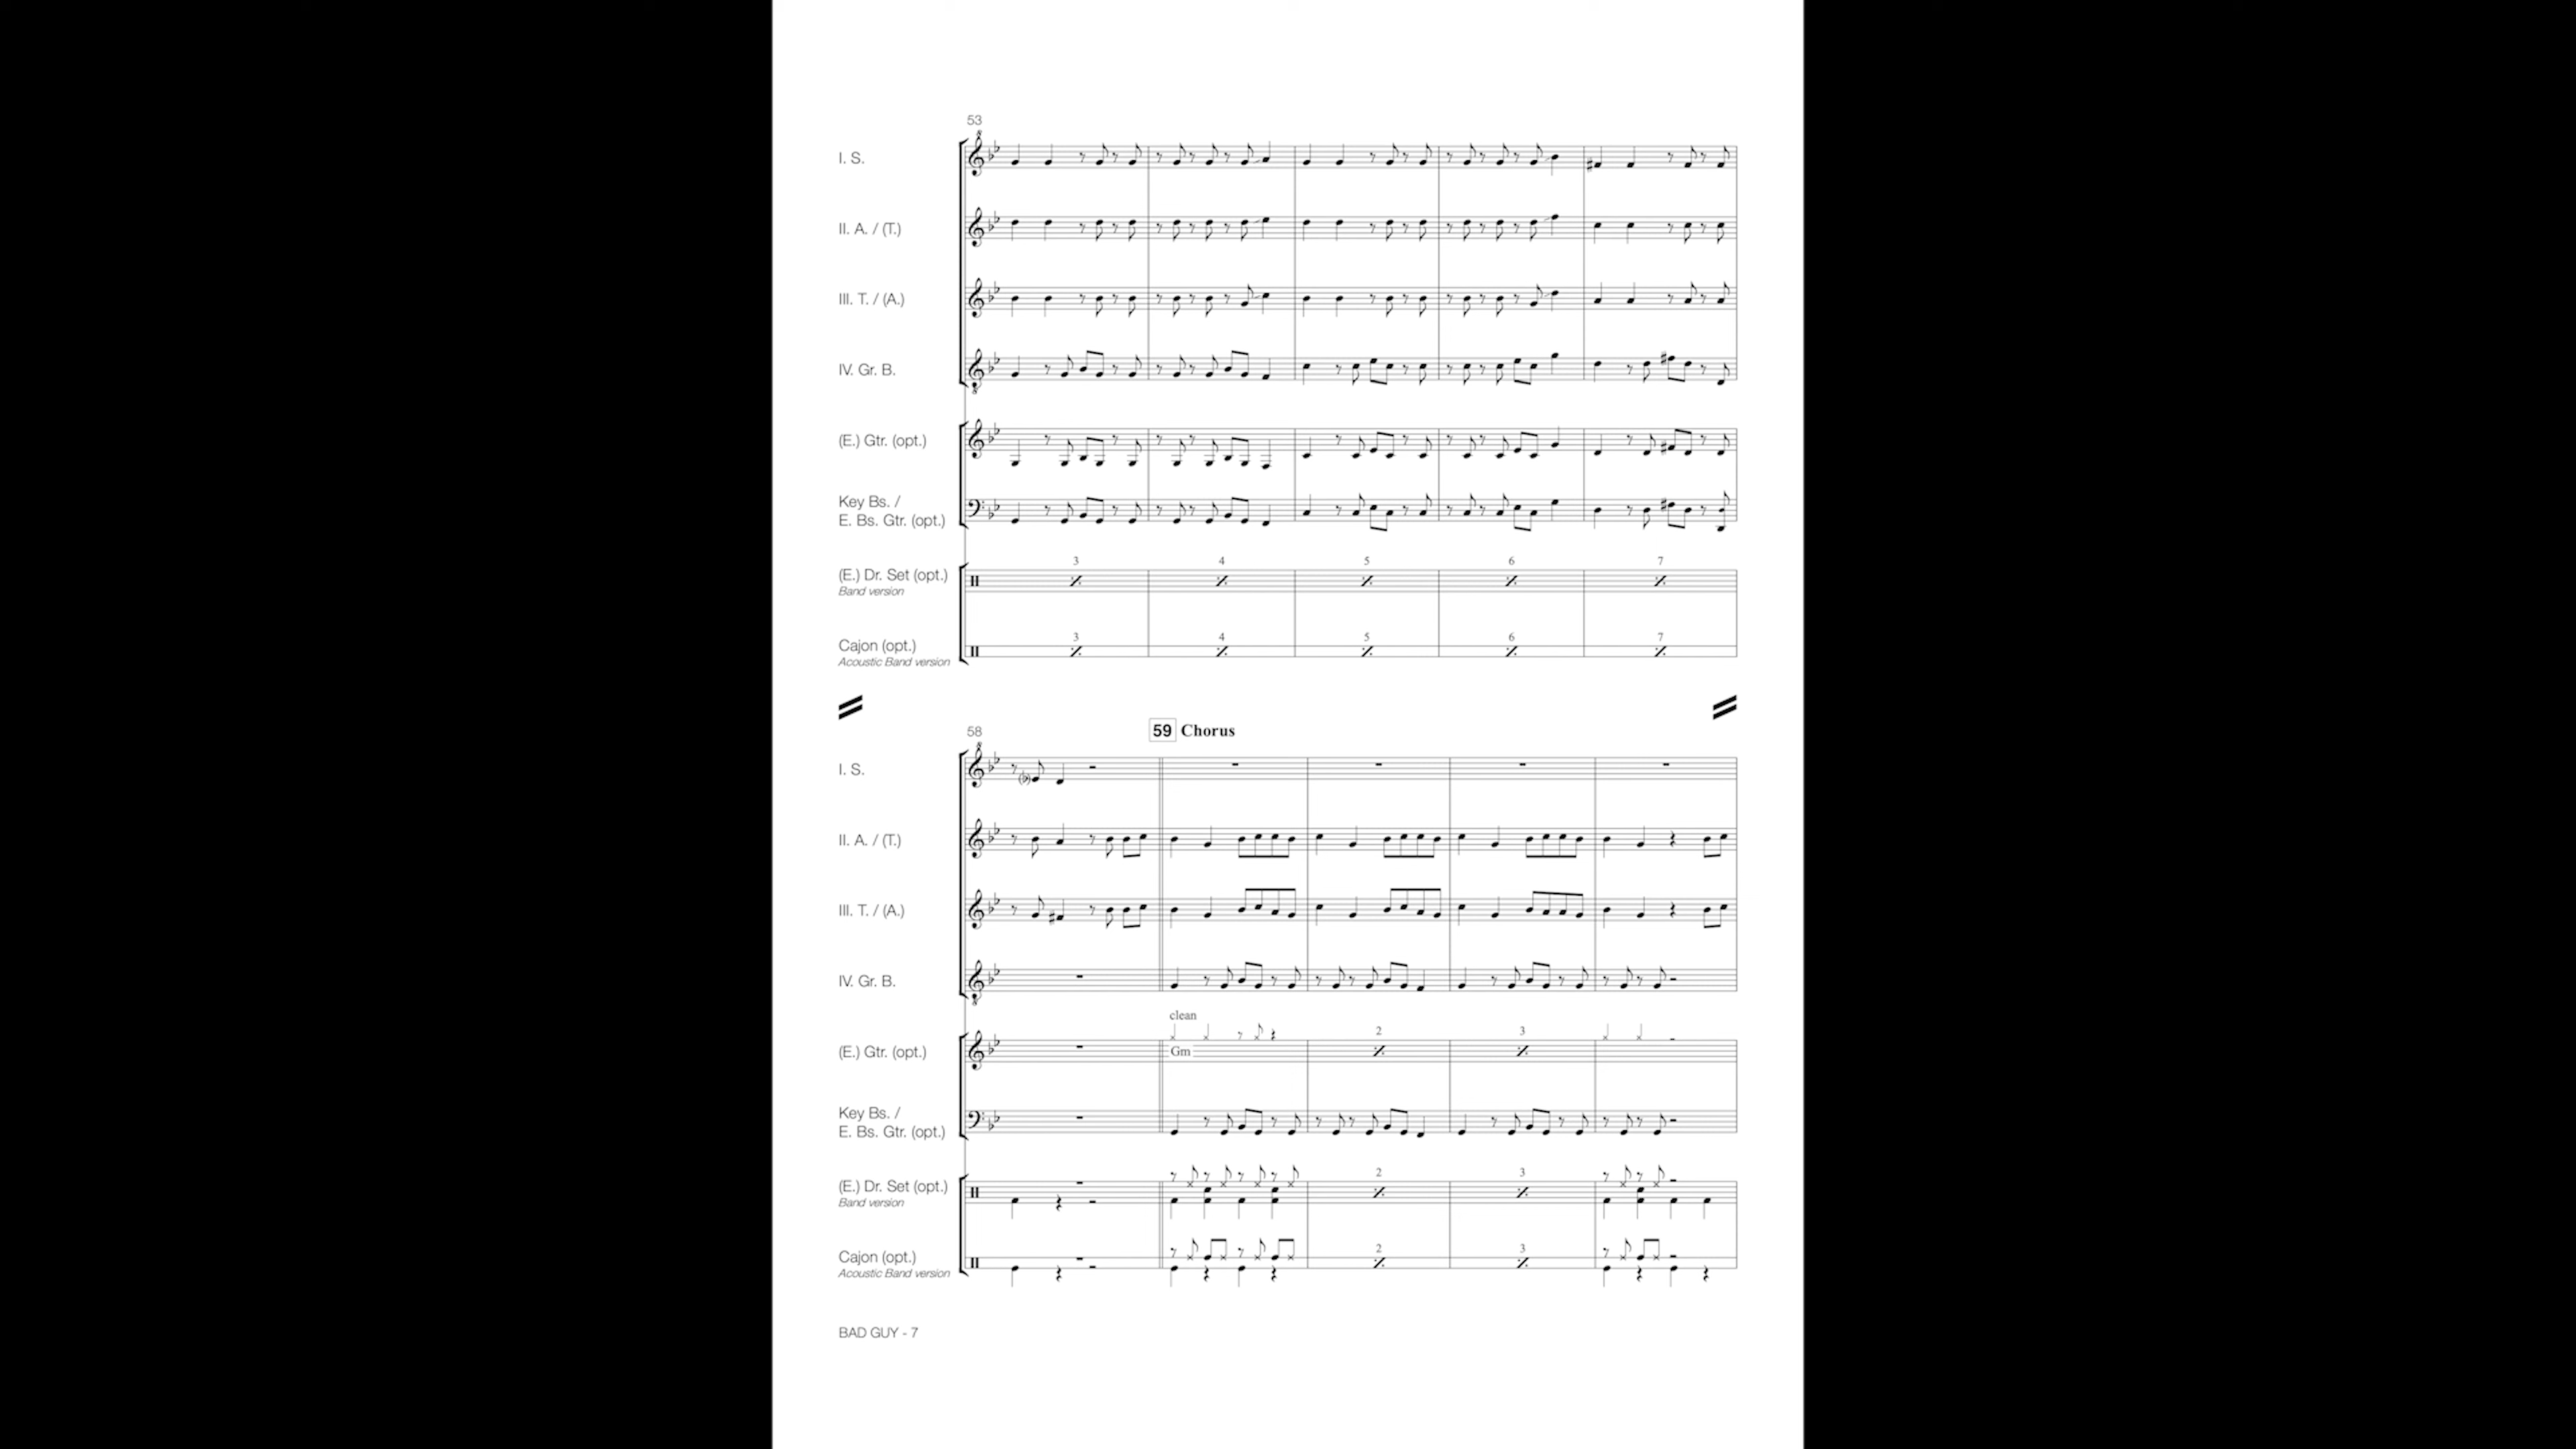 53
I. S.
II. A. / (T.)
III. T. / (A.)
IV. Gr. B.
(E.) Gtr. (opt.)
Key Bs. /
E. Bs. Gtr. (opt.)
3 4 5 6 7
(E.) Dr. Set (opt.)
Band version
3 4 5 6 7
Cajon (opt.)
Acoustic Band version
58 59 Chorus
I. S.
II. A. / (T.)
III. T. / (A.)
IV. Gr. B.
clean
2 3
(E.) Gtr. (opt.)
Gm
Key Bs. /
E. Bs. Gtr. (opt.)
2 3
(E.) Dr. Set (opt.)
Band version
2 3
Cajon (opt.)
Acoustic Band version
BAD GUY - 7